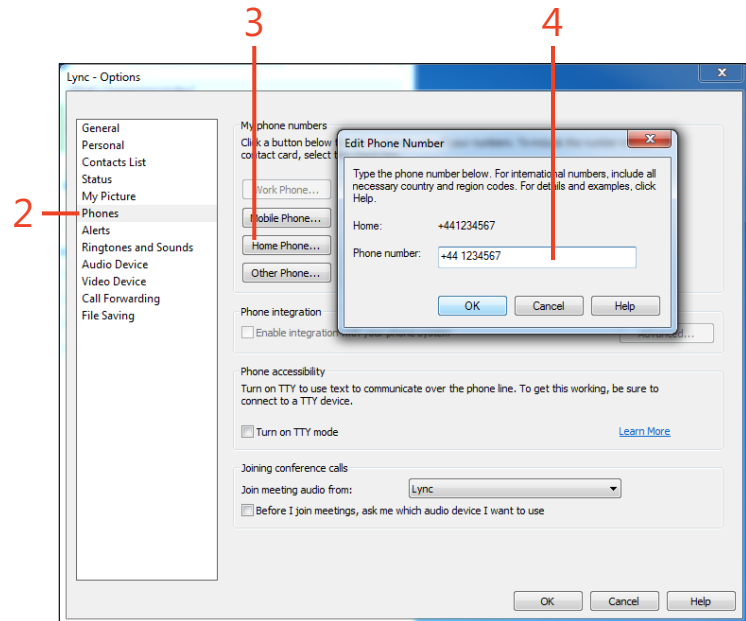 3
4
Lync - Options
x
General
Personal
Contacts List
Status
My Picture
2
Phones
Alerts
Ringtones and Sounds
Audio Device
Video Device
Call Forwarding
File Saving
My phone numbers
Click a button below
contact card, select
Work Phone...
Mobile Phone...
Home Phone...
Other Phone...
Edit Phone Number
x
Type the phone number below. For international numbers, include all
necessary country and region codes. For details and examples, click
Help.
Home: +441234567
Phone number: +44 1234567
OK Cancel Help
Phone integration
Enable integration with your phone system
Advanced...
Phone accessibility
Turn on TTY to use text to communicate over the phone line. To get this working, be sure to
connect to a TTY device.
Turn on TTY mode
Learn More
Joining conference calls
Join meeting audio from: Lync
Before I join meetings, ask me which audio device I want to use
OK Cancel Help